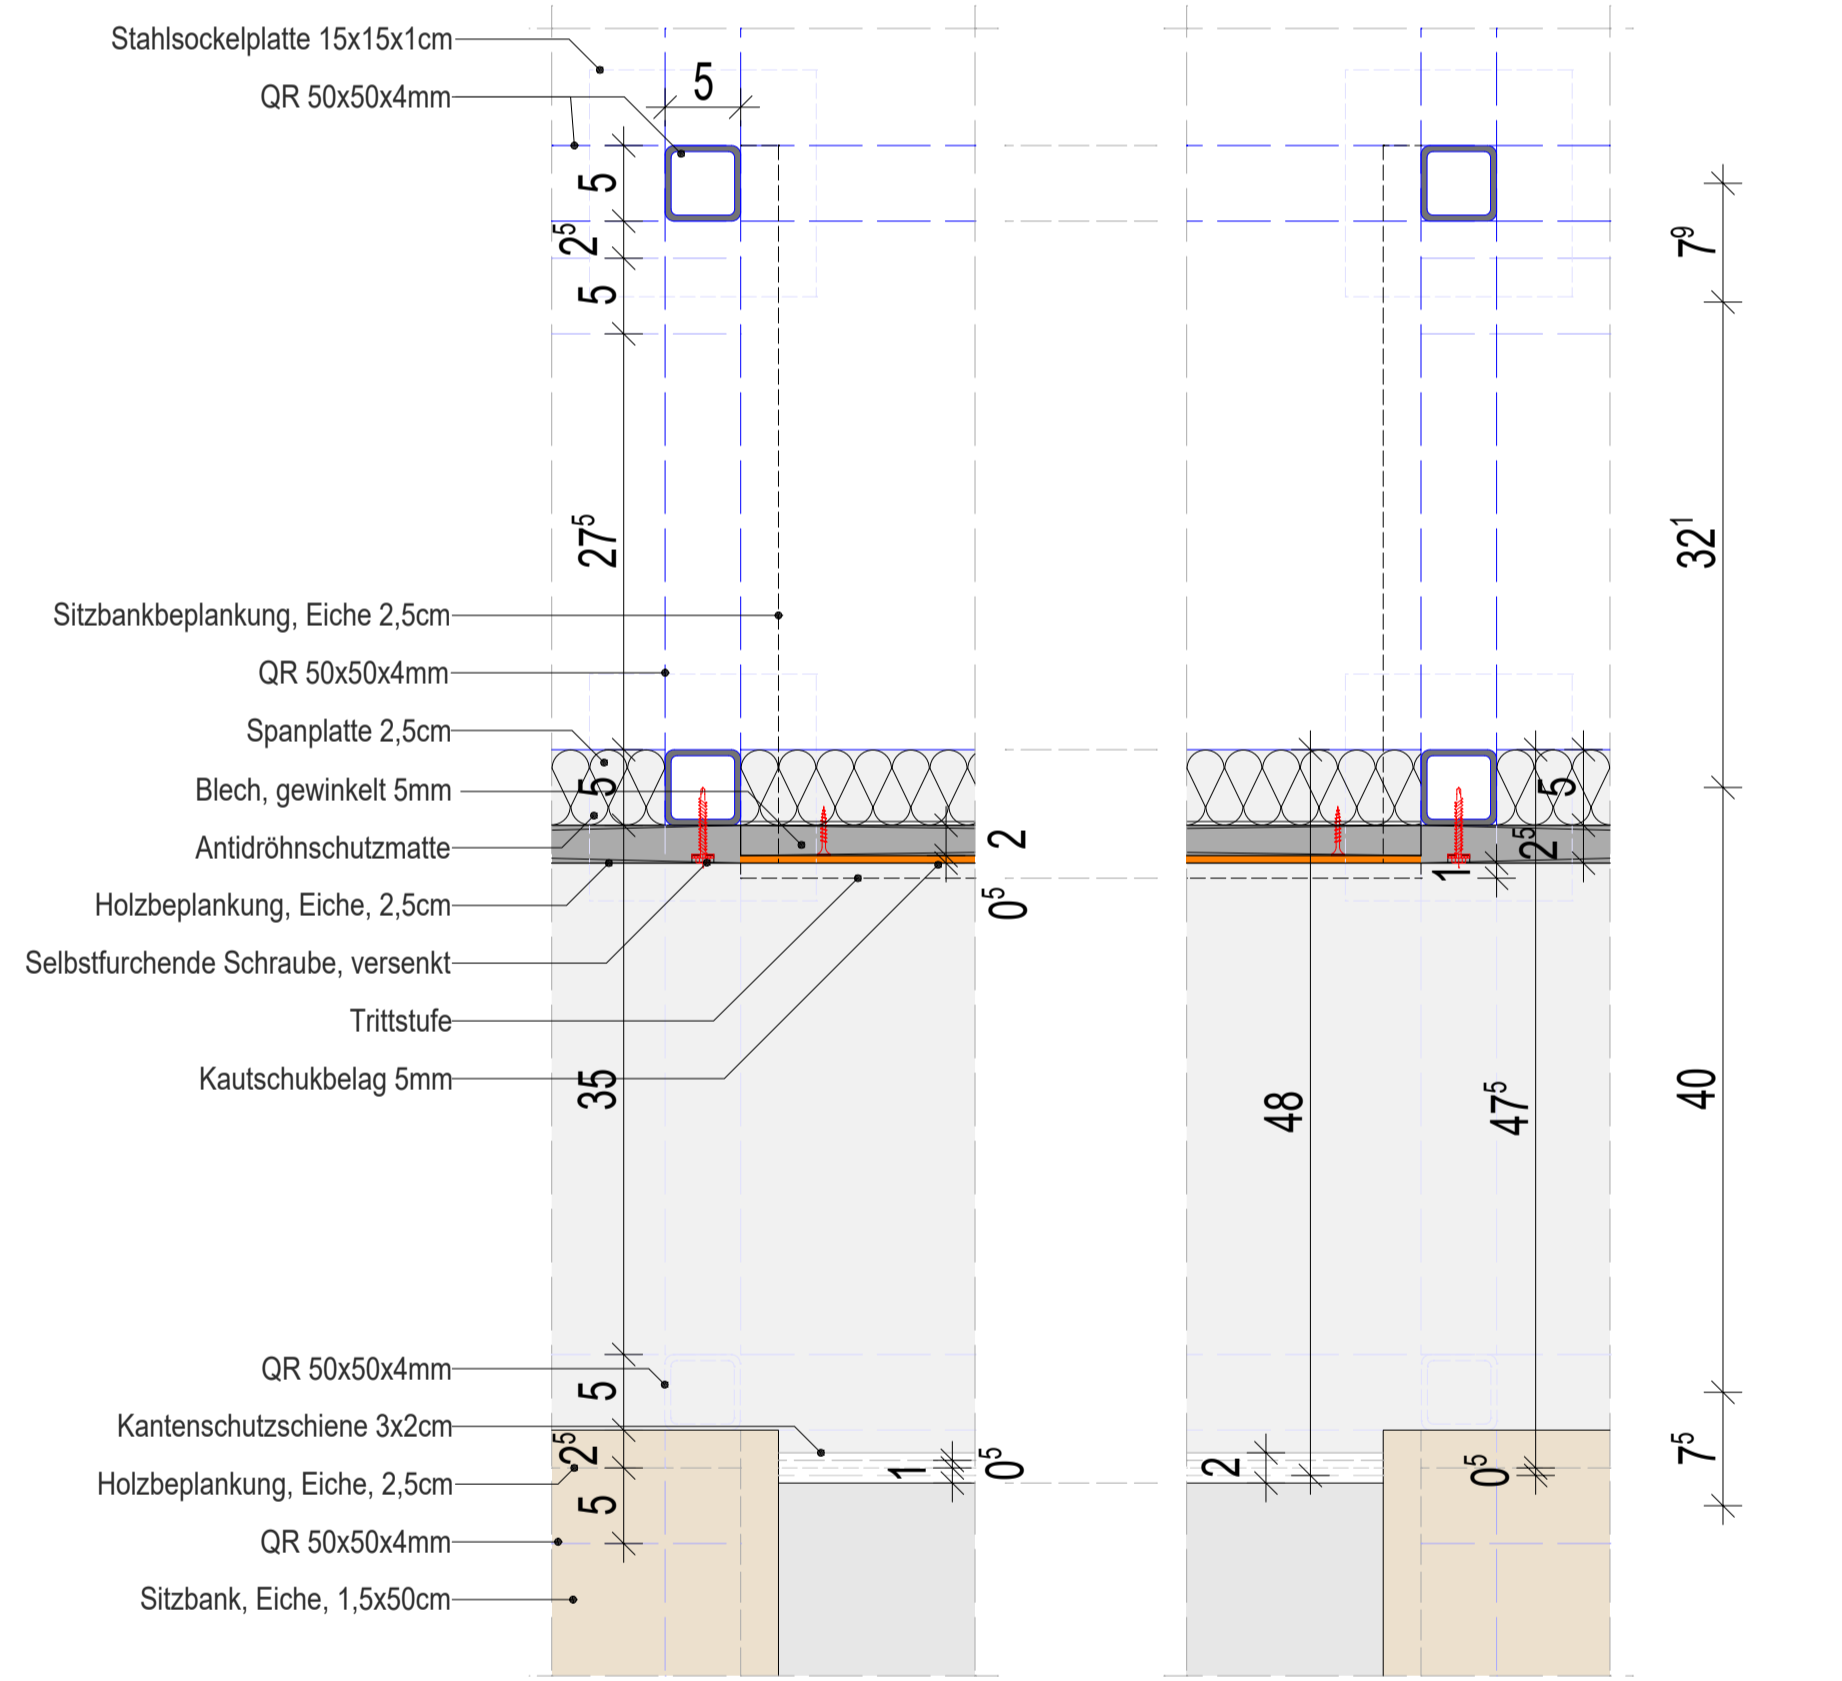 Stahlsockelplatte 15x15x1cm
QR 50x50x4mm
Sitzbankbeplankung, Eiche 2,5cm
QR 50x50x4mm
Spanplatte 2,5cm
Blech, gewinkelt 5mm
Antidröhnschutzmatte
Holzbeplankung, Eiche, 2,5cm
Selbstfurchende Schraube, versenkt
Trittstufe
Kautschukbelag 5mm
QR 50x50x4mm
Kantenschutzschiene 3x2cm
Holzbeplankung, Eiche, 2,5cm
QR 50x50x4mm
Sitzbank, Eiche, 1,5x50cm
5
5
2⁵
5
27⁵
5
35
5
2⁵
5
2
0⁵
1
0⁵
48
2
5
2⁵
1
47⁵
0⁵
7⁹
32¹
40
7⁵